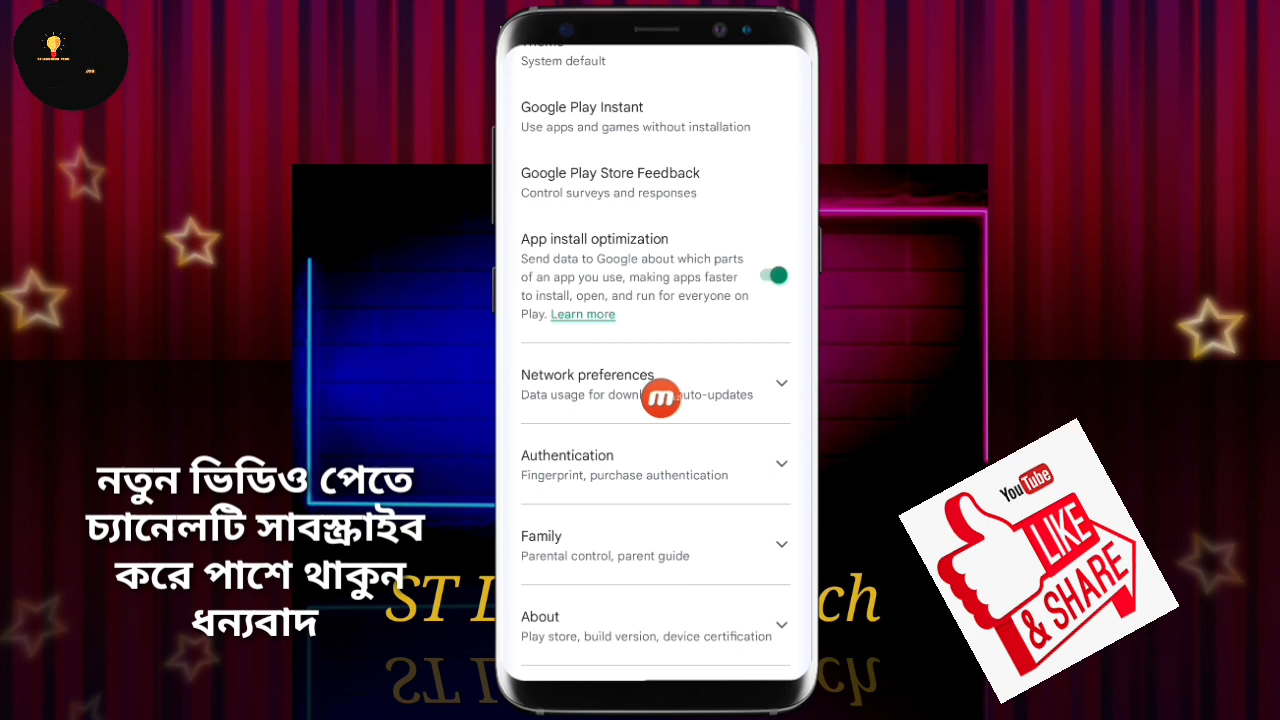 System default
Google Play Instant
Use apps and games without installation
Google Play Store Feedback
Control surveys and responses
App install optimization
Send data to Google about which parts
of an app you use, making apps faster
to install, open, and run for everyone on
Play. Learn more
Network preferences
Data usage for auto-updates
Authentication
Fingerprint, purchase authentication
Family
Parental control, parent guide
About
Play store, build version, device certification
নতুন ভিডিও পেতে
চ্যানেলটি সাবস্ক্রাইব
করে পাশে থাকুন
ধন্যবাদ
ST L ch
YouTube
LIKE
& SHARE